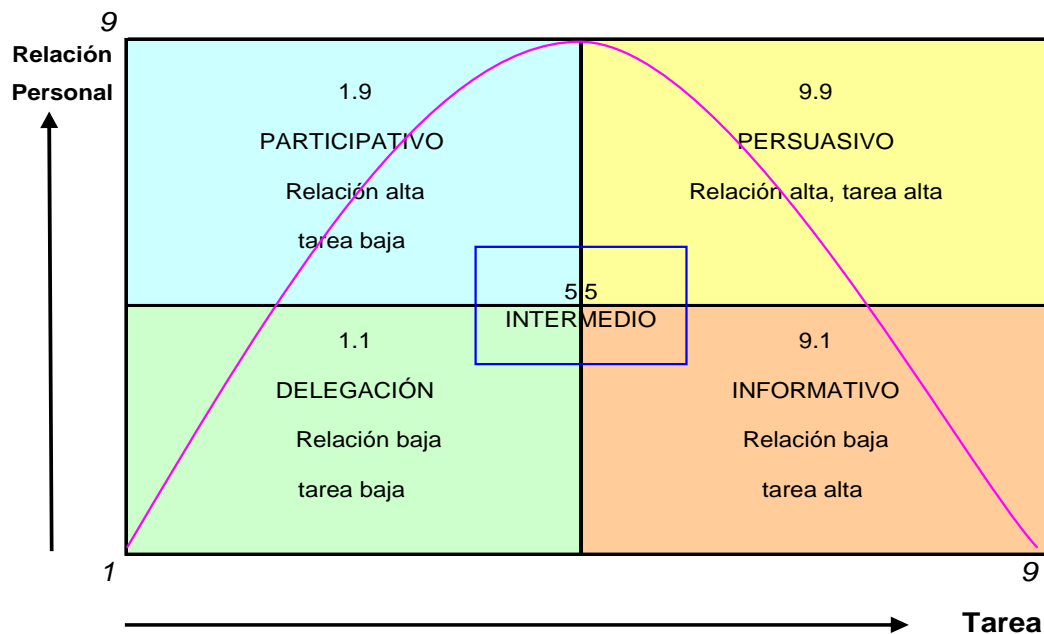 9
Relación
Personal
1.9
PARTICIPATIVO
Relación alta
tarea baja
9.9
PERSUASIVO
Relación alta, tarea alta
5.5
INTERMEDIO
1.1
DELEGACIÓN
Relación baja
tarea baja
9.1
INFORMATIVO
Relación baja
tarea alta
1
9
Tarea